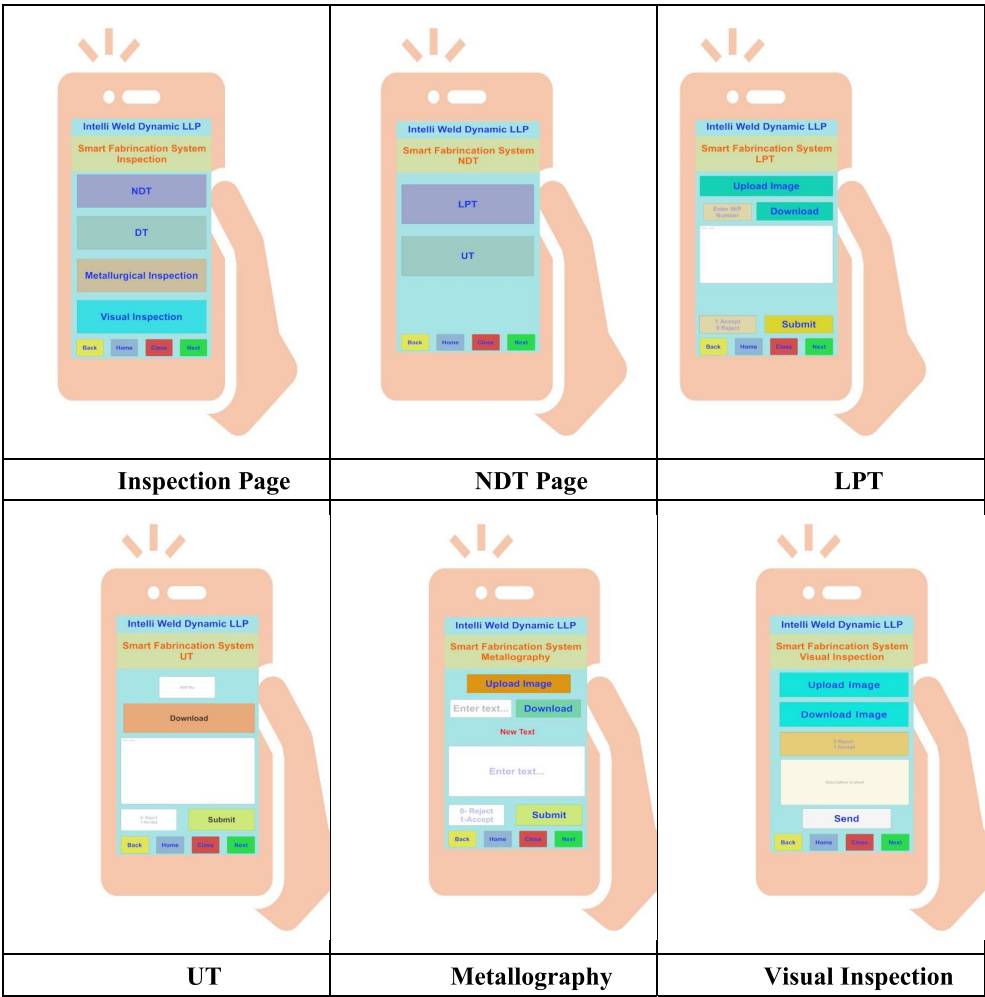 Intelli Weld Dynamic LLP
Smart Fabrincation System
Inspection
NDT
DT
Metallurgical Inspection
Visual Inspection
Back Home Close Next
Inspection Page
Intelli Weld Dynamic LLP
Smart Fabrincation System
NDT
LPT
UT
Back Home Close Next
NDT Page
Intelli Weld Dynamic LLP
Smart Fabrincation System
LPT
Upload Image
Enter W/P
Number
Download
1 Accept
0 Reject
Submit
Back Home Close Next
LPT
Intelli Weld Dynamic LLP
Smart Fabrincation System
UT
Download
0- Reject
1-Accept
Submit
Back Home Close Next
UT
Intelli Weld Dynamic LLP
Smart Fabrincation System
Metallography
Upload Image
Enter text... Download
New Text
Enter text...
0- Reject
1-Accept
Submit
Back Home Close Next
Metallography
Intelli Weld Dynamic LLP
Smart Fabrincation System
Visual Inspection
Upload Image
Download Image
0 Reject
1 Accept
Send
Back Home Close Next
Visual Inspection